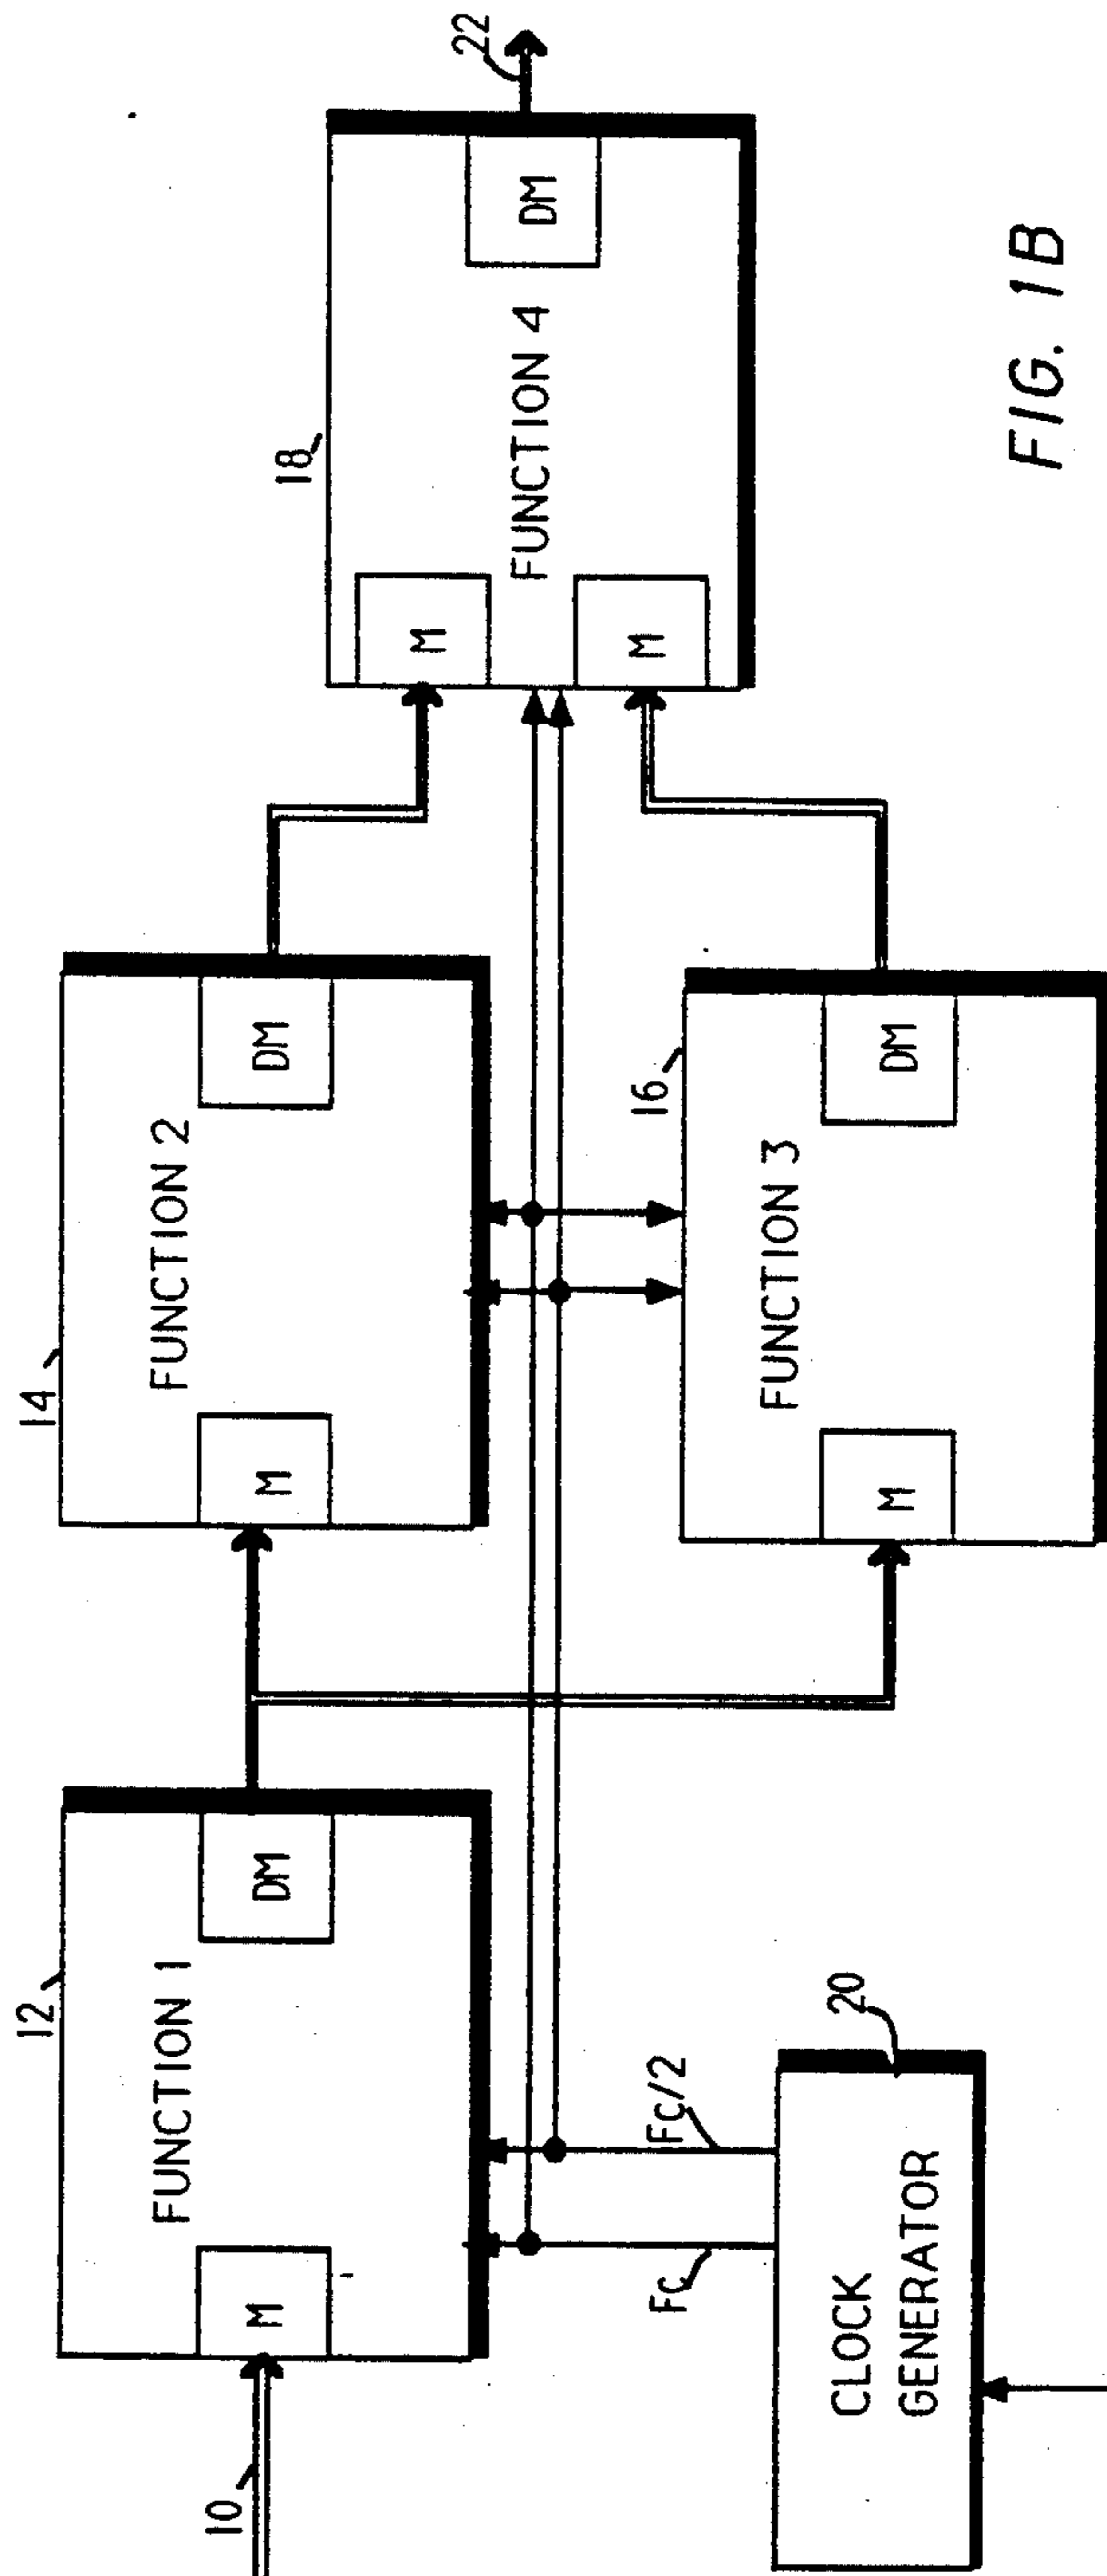 10
12
M
FUNCTION 1
DM
14
M
FUNCTION 2
DM
18
M
M
FUNCTION 4
DM
22
16
M
FUNCTION 3
DM
Fc
Fc/2
20
CLOCK
GENERATOR
FIG. 1B